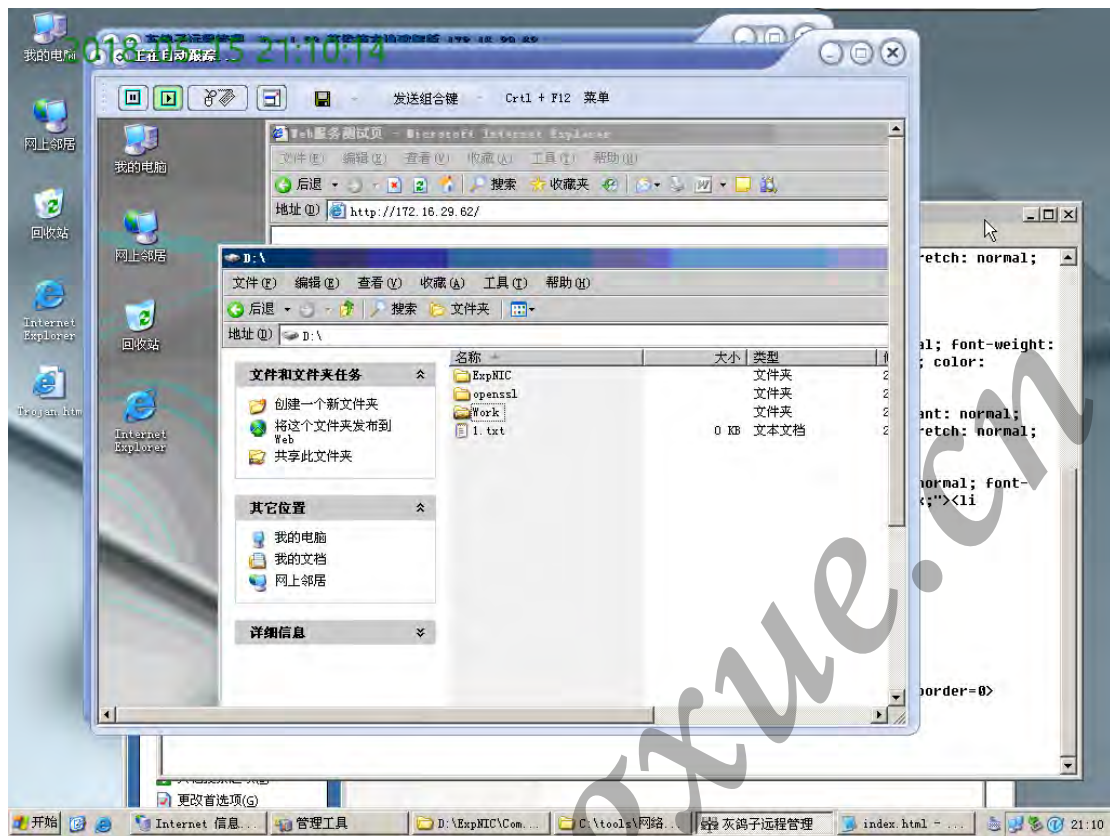 我的电脑
网上邻居
回收站
Internet
Explorer
Trojan.htm
2018-05-15 21:10:14
正在自动跟踪...
发送组合键
Crtl + F12 菜单
我的电脑
网上邻居
回收站
Internet
Explorer
Web服务测试页 - Microsoft Internet Explorer
文件(F) 编辑(E) 查看(V) 收藏(A) 工具(T) 帮助(H)
后退 搜索 收藏夹
地址(D) http://172.16.29.62/
D:\
文件(F) 编辑(E) 查看(V) 收藏(A) 工具(T) 帮助(H)
后退 搜索 文件夹
地址(D) D:\
文件和文件夹任务
创建一个新文件夹
将这个文件夹发布到
Web
共享此文件夹
其它位置
我的电脑
我的文档
网上邻居
详细信息
名称 大小 类型
ExpNIC 文件夹 2
openssl 文件夹 2
Work 文件夹 2
1.txt 0 KB 文本文档 2
retch: normal;
al; font-weight:
; color:
ant: normal;
retch: normal;
normal; font-
x;"><li
border=0>
更改首选项(G)
开始 Internet 信息... 管理工具 D:\ExpNIC\Com... C:\tools\网络... 灰鸽子远程管理 index.html - ... 21:10
oxue.cn